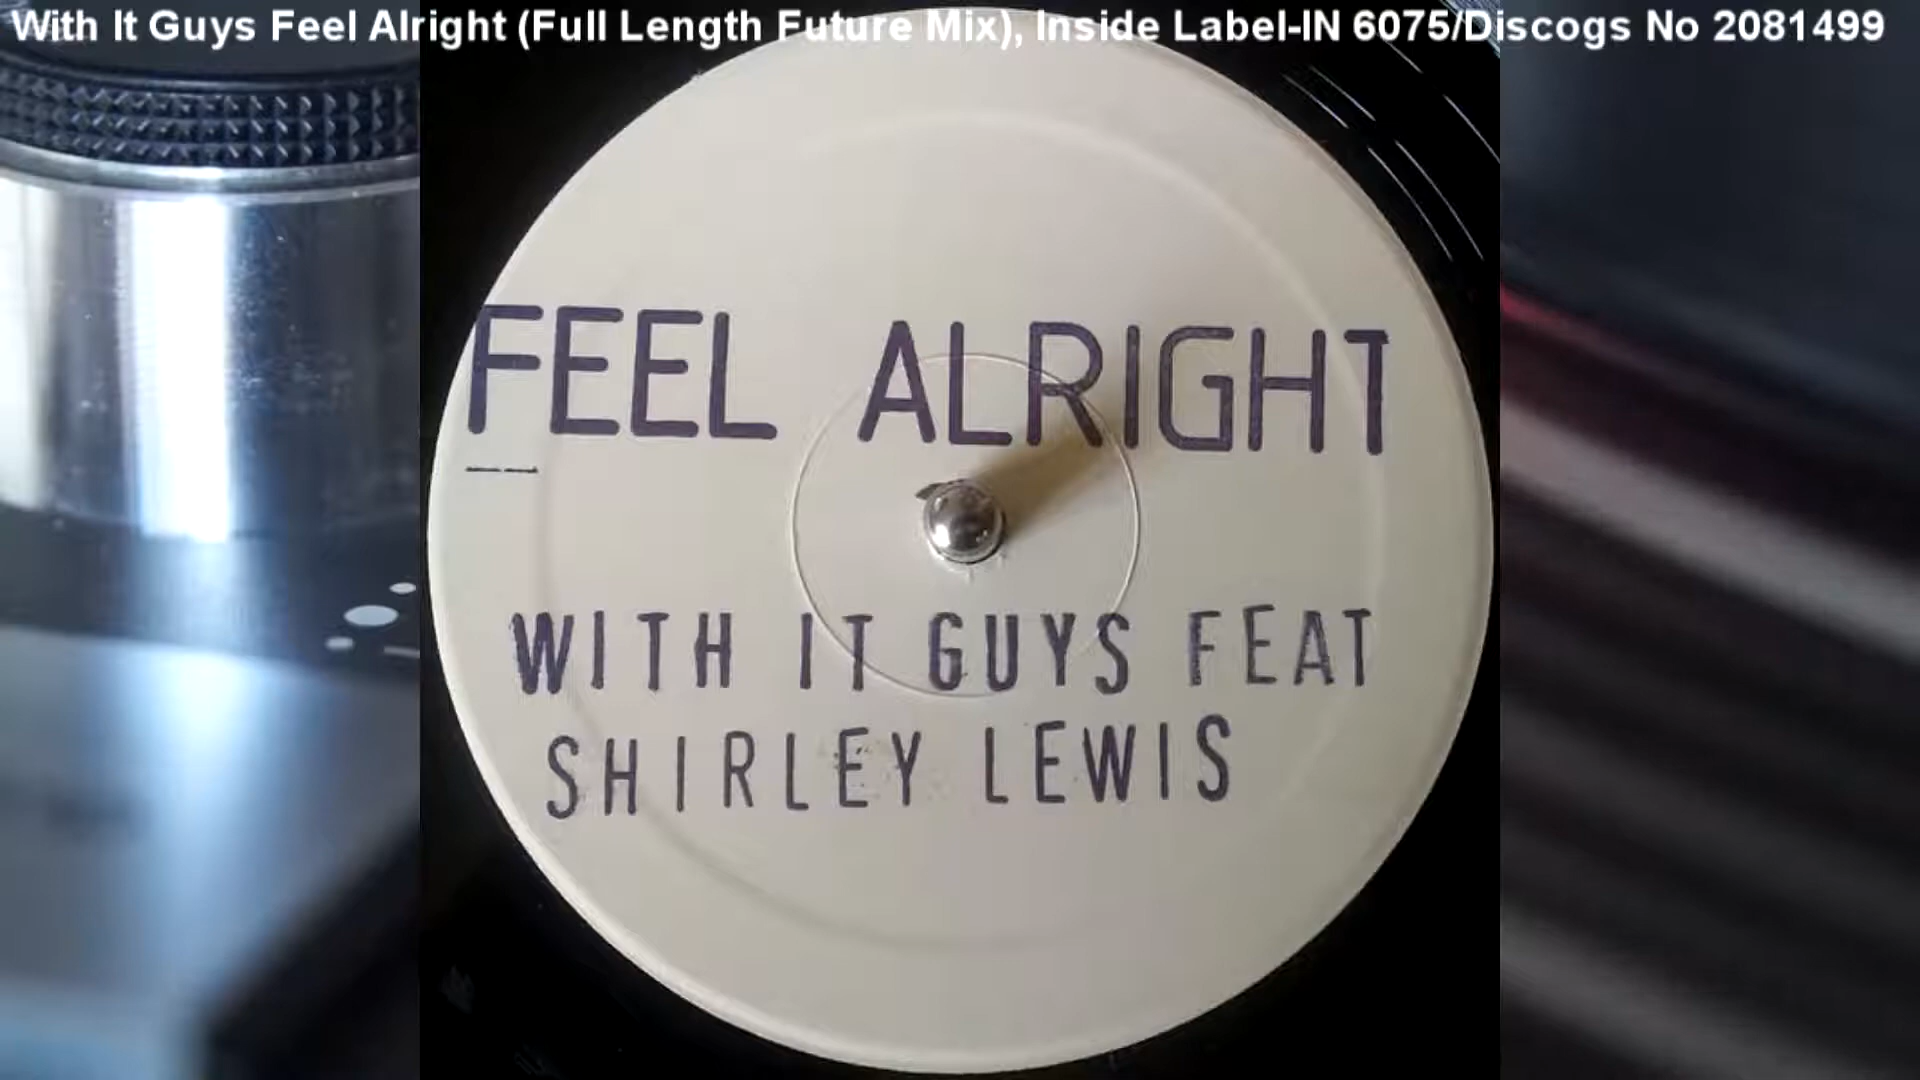 With It Guys Feel Alright (Full Length Future Mix), Inside Label-IN 6075/Discogs No 2081499
FEEL ALRIGHT
WITH IT GUYS FEAT
SHIRLEY LEWIS